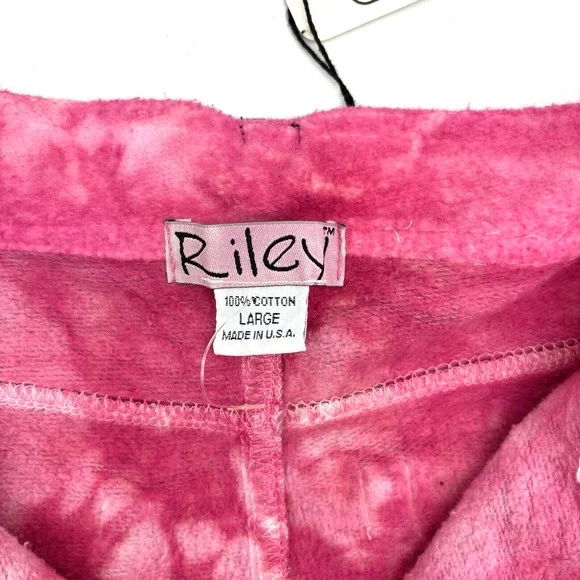 Riley™
100% COTTON
LARGE
MADE IN U.S.A.